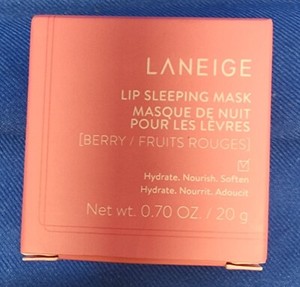 LANEIGE
LIP SLEEPING MASK
MASQUE DE NUIT
POUR LES LÈVRES
[BERRY / FRUITS ROUGES]
Hydrate. Nourish. Soften
Hydrate. Nourrit. Adoucit
Net wt. 0.70 OZ. / 20 g